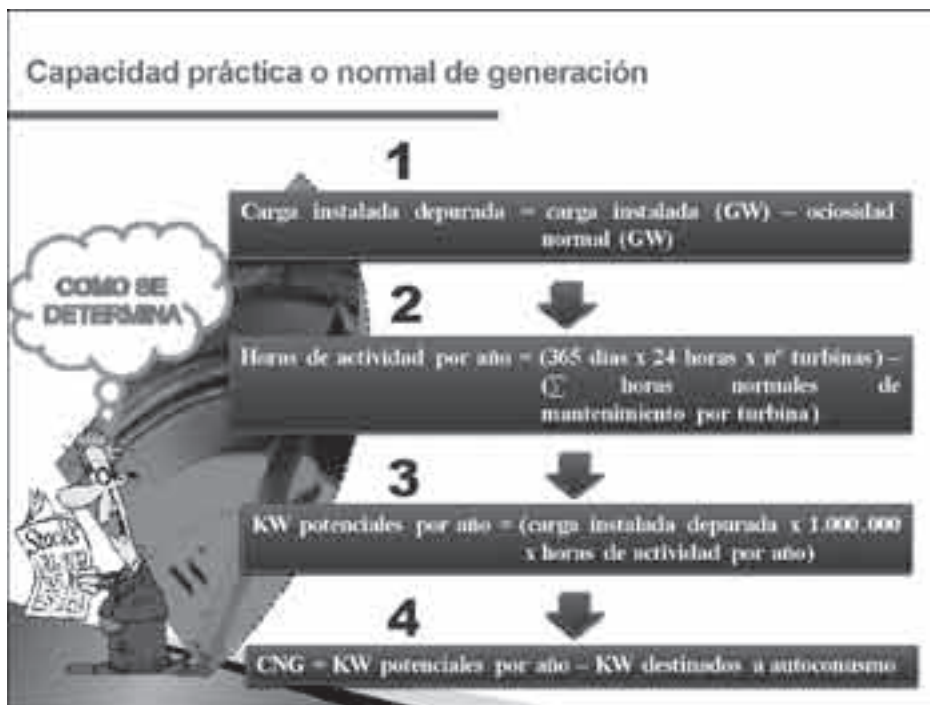 Capacidad práctica o normal de generación
1
Carga instalada depurada = carga instalada (GW) – ociosidad
normal (GW)
COMO SE
DETERMINA
2
Horas de actividad por año = (365 días x 24 horas x nº turbinas) –
(∑ horas normales de
mantenimiento por turbina)
3
KW potenciales por año = (carga instalada depurada x 1.000.000
x horas de actividad por año)
Stocks
4
CNG = KW potenciales por año – KW destinados a autoconusmo